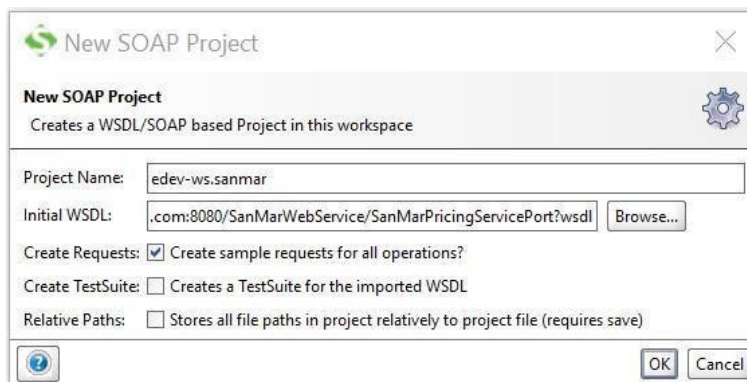 New SOAP Project
New SOAP Project
Creates a WSDL/SOAP based Project in this workspace
Project Name: edev-ws.sanmar
Initial WSDL: .com:8080/SanMarWebService/SanMarPricingServicePort?wsdl Browse...
Create Requests: Create sample requests for all operations?
Create TestSuite: Creates a TestSuite for the imported WSDL
Relative Paths: Stores all file paths in project relatively to project file (requires save)
? OK Cancel